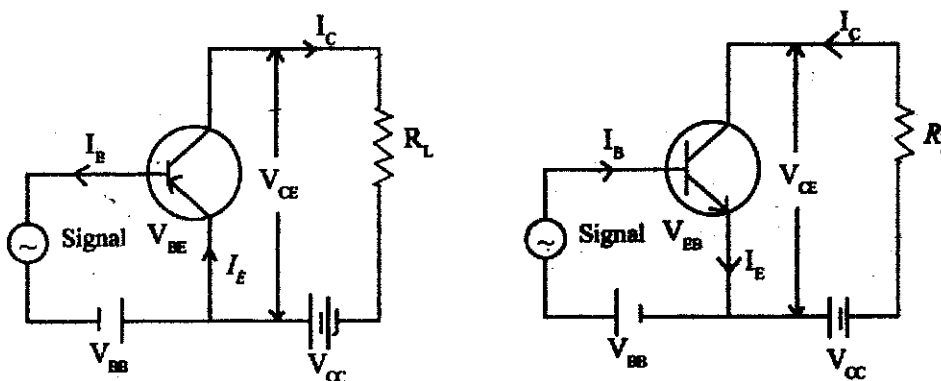 I_C
I_B
R_L
V_CE
~ Signal
V_BE
I_E
V_BB
V_CC
I_C
I_B
R
V_CE
~ Signal
V_EB
I_E
V_BB
V_CC